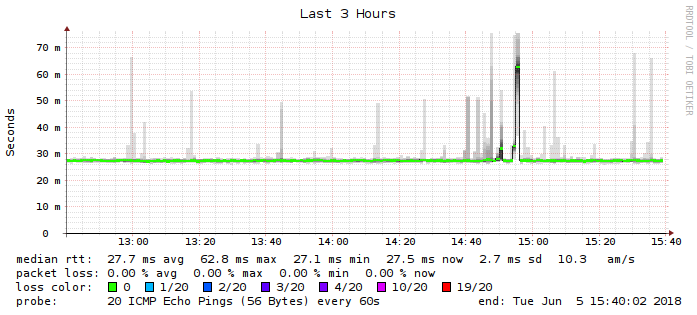 Last 3 Hours
RRDTOOL / TOBI OETIKER
Seconds
70 m
60 m
50 m
40 m
30 m
20 m
10 m
0
13:00 13:20 13:40 14:00 14:20 14:40 15:00 15:20 15:40
median rtt: 27.7 ms avg 62.8 ms max 27.1 ms min 27.5 ms now 2.7 ms sd 10.3 am/s
packet loss: 0.00 % avg 0.00 % max 0.00 % min 0.00 % now
loss color: 0 1/20 2/20 3/20 4/20 10/20 19/20
probe: 20 ICMP Echo Pings (56 Bytes) every 60s end: Tue Jun 5 15:40:02 2018